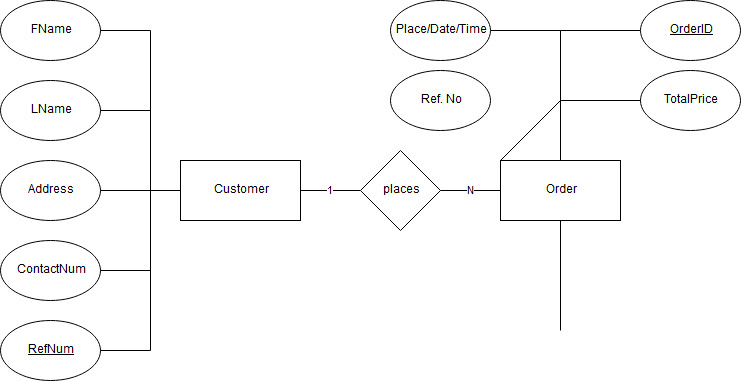 FName
Place/Date/Time
OrderID
LName
Ref. No
TotalPrice
Address
Customer
1
places
N
Order
ContactNum
RefNum